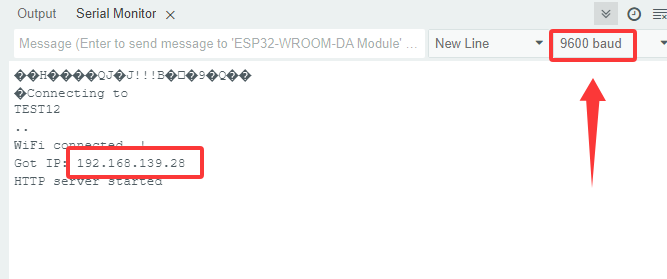 Output Serial Monitor
Message (Enter to send message to 'ESP32-WROOM-DA Module' ... New Line 9600 baud
��H����QJ�J!!!B�□�9�Q��
�Connecting to
TEST12
..
WiFi connected..!
Got IP: 192.168.139.28
HTTP server started